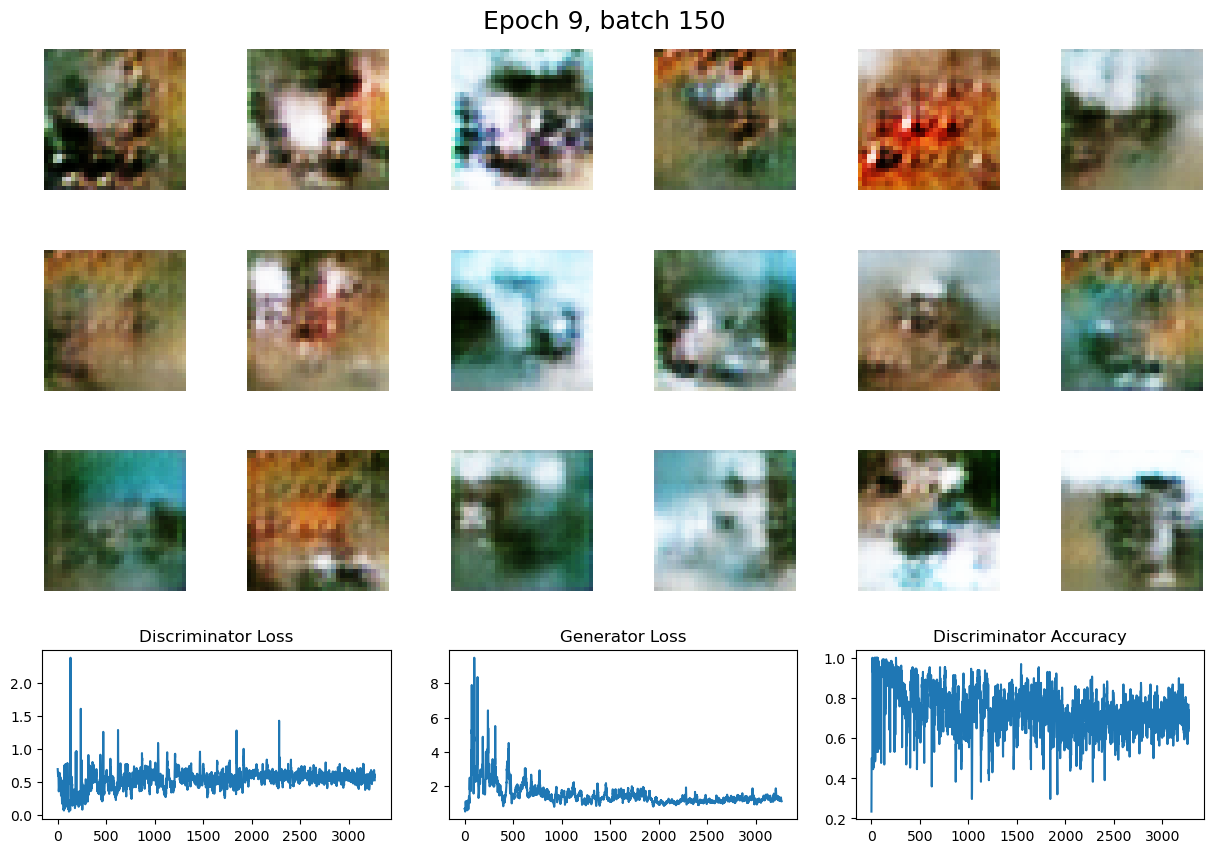 Epoch 9, batch 150
Discriminator Loss
Generator Loss
Discriminator Accuracy
2.0
1.5
1.0
0.5
0.0
0 500 1000 1500 2000 2500 3000
8
6
4
2
0 500 1000 1500 2000 2500 3000
1.0
0.8
0.6
0.4
0.2
0 500 1000 1500 2000 2500 3000